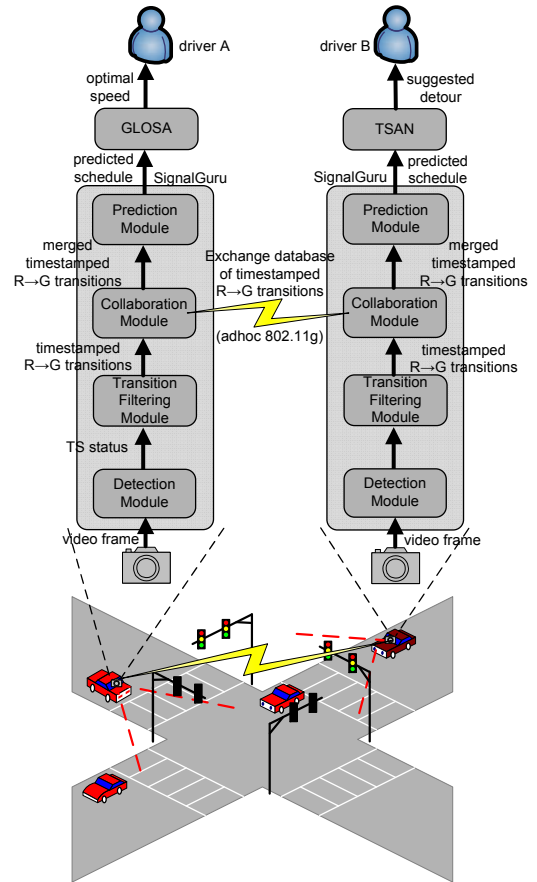 driver A
optimal
speed
GLOSA
predicted
schedule
SignalGuru
Prediction
Module
merged
timestamped
R→G transitions
Collaboration
Module
timestamped
R→G transitions
Transition
Filtering
Module
TS status
Detection
Module
video frame
Exchange database
of timestamped
R→G transitions
(adhoc 802.11g)
driver B
suggested
detour
TSAN
predicted
schedule
SignalGuru
Prediction
Module
merged
timestamped
R→G transitions
Collaboration
Module
timestamped
R→G transitions
Transition
Filtering
Module
Detection
Module
video frame